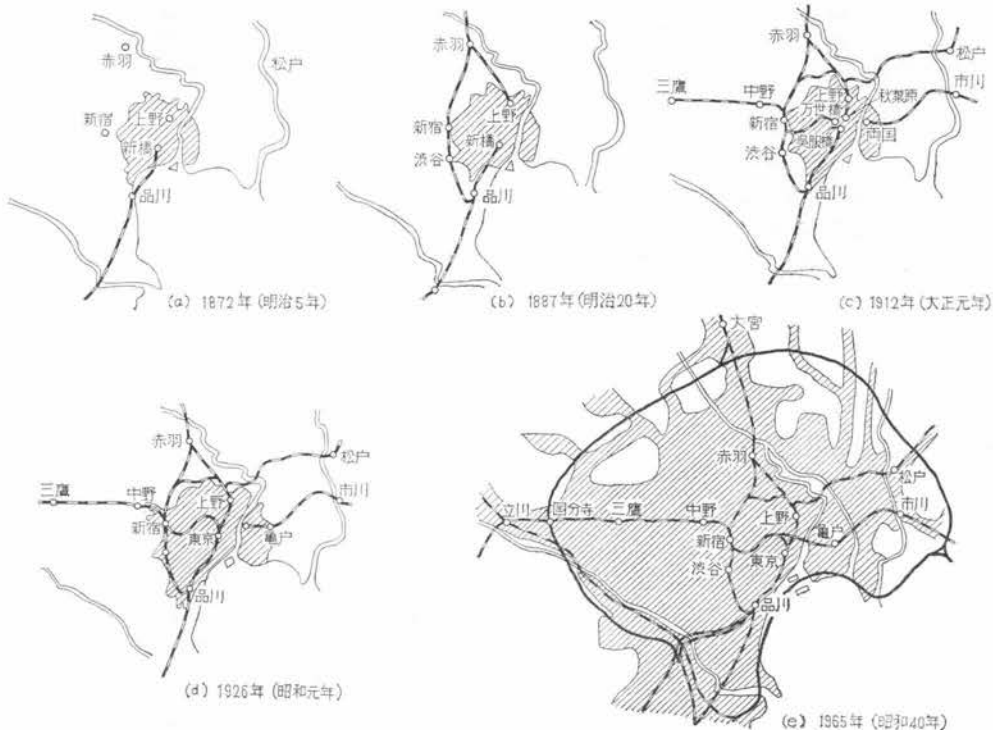 赤羽
松戸
新宿
上野
新橋
品川
(a) 1872年(明治5年)
赤羽
上野
新宿
新橋
渋谷
品川
(b) 1887年(明治20年)
赤羽
松戸
三鷹
中野
上野
秋葉原
市川
万世橋
新宿
呉服橋
両国
渋谷
品川
(c) 1912年(大正元年)
赤羽
松戸
三鷹
中野
上野
市川
新宿
東京
亀戸
品川
(d) 1926年(昭和元年)
大宮
赤羽
松戸
立川
国分寺
三鷹
中野
上野
市川
新宿
亀戸
東京
渋谷
品川
(e) 1965年(昭和40年)